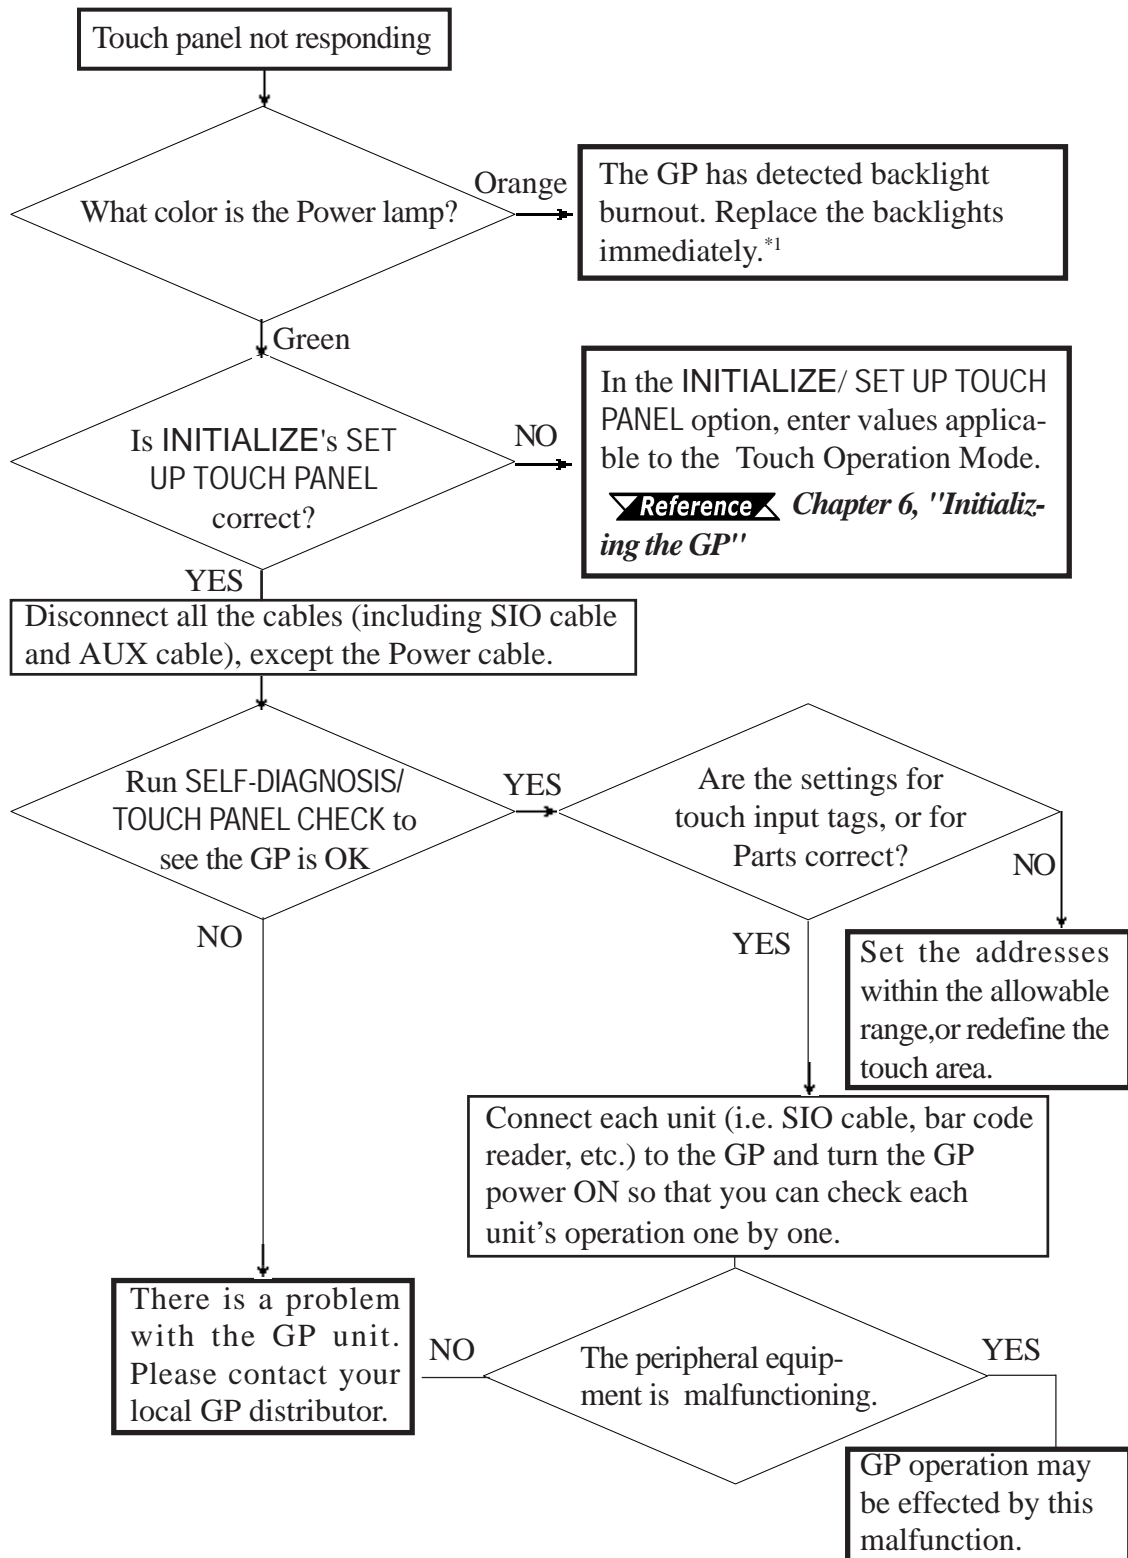 Touch panel not responding
What color is the Power lamp?
Orange
The GP has detected backlight
burnout. Replace the backlights
immediately.*1
Green
Is INITIALIZE's SET
UP TOUCH PANEL
correct?
NO
In the INITIALIZE/ SET UP TOUCH
PANEL option, enter values applica-
ble to the Touch Operation Mode.
Reference Chapter 6, "Initializ-
ing the GP"
YES
Disconnect all the cables (including SIO cable
and AUX cable), except the Power cable.
Run SELF-DIAGNOSIS/
TOUCH PANEL CHECK to
see the GP is OK
YES
Are the settings for
touch input tags, or for
Parts correct?
NO
NO
YES
Set the addresses
within the allowable
range,or redefine the
touch area.
Connect each unit (i.e. SIO cable, bar code
reader, etc.) to the GP and turn the GP
power ON so that you can check each
unit's operation one by one.
There is a problem
with the GP unit.
Please contact your
local GP distributor.
NO
The peripheral equip-
ment is malfunctioning.
YES
GP operation may
be effected by this
malfunction.